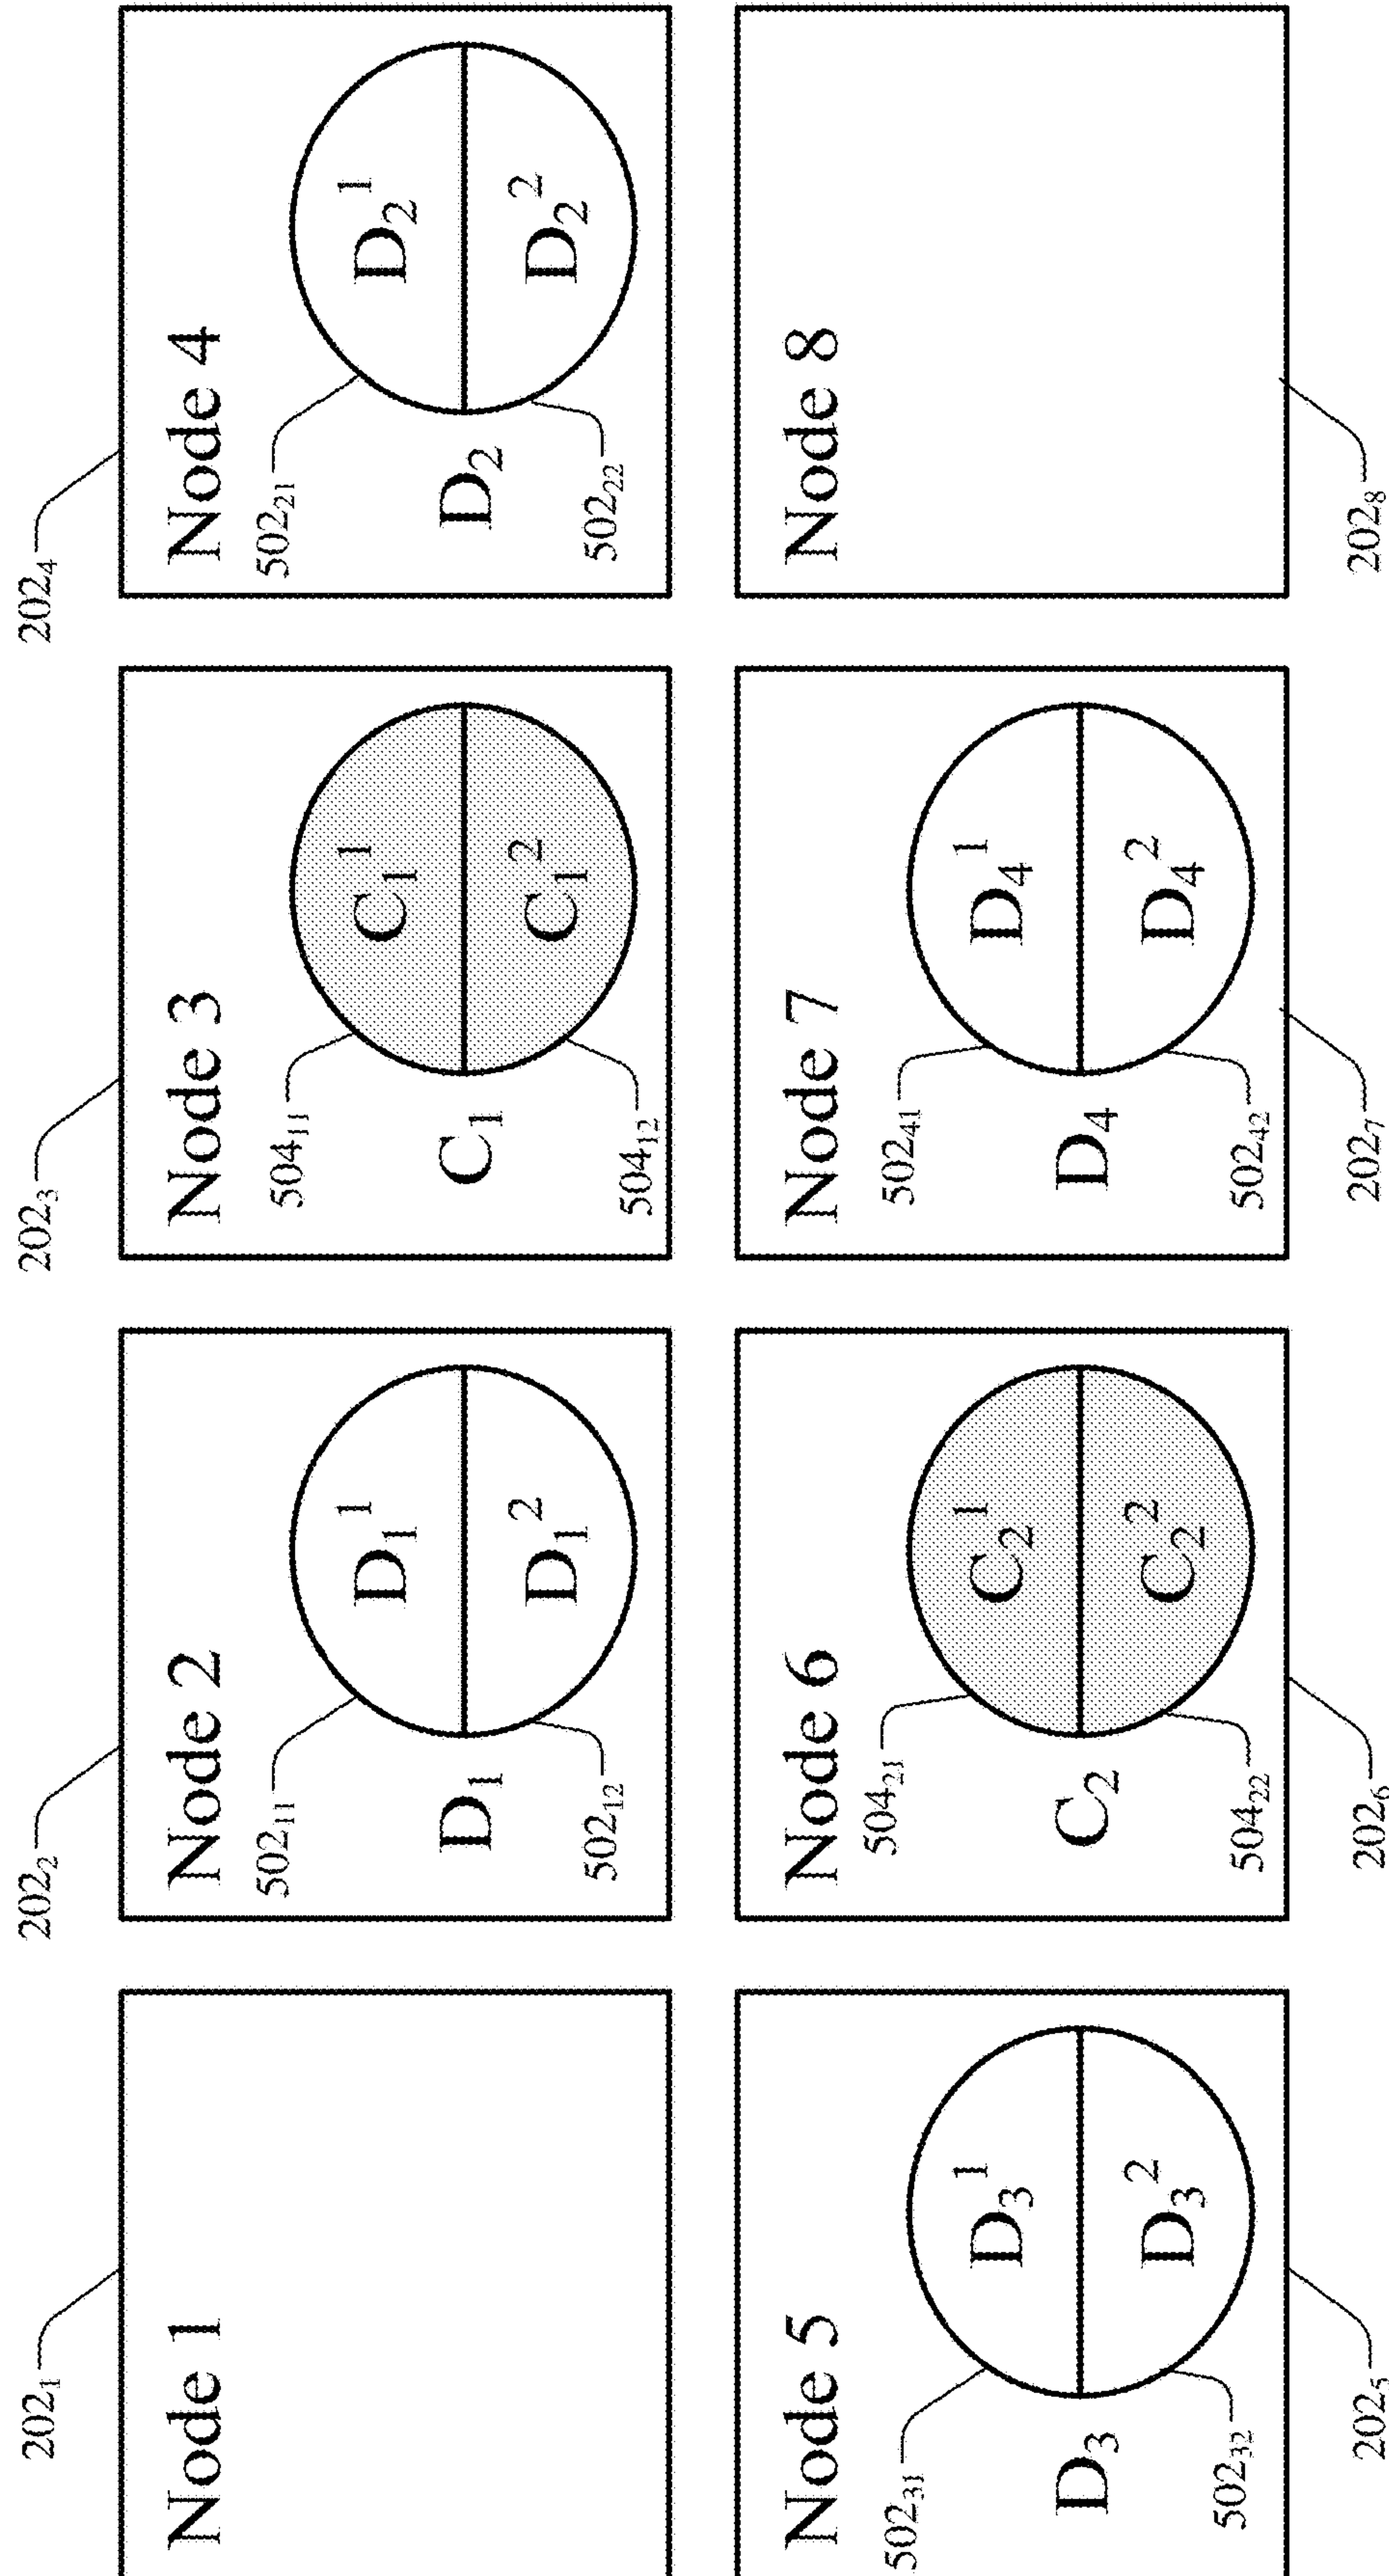 202₁
202₂
202₃
202₄
Node 1
Node 2
502₁₁
D₁¹
D₁
D₁²
502₁₂
Node 3
504₁₁
C₁¹
C₁
C₁²
504₁₂
Node 4
502₂₁
D₂¹
D₂
D₂²
502₂₂
Node 5
502₃₁
D₃¹
D₃
D₃²
502₃₂
Node 6
504₂₁
C₂¹
C₂
C₂²
504₂₂
Node 7
502₄₁
D₄¹
D₄
D₄²
502₄₂
Node 8
202₅
202₆
202₇
202₈